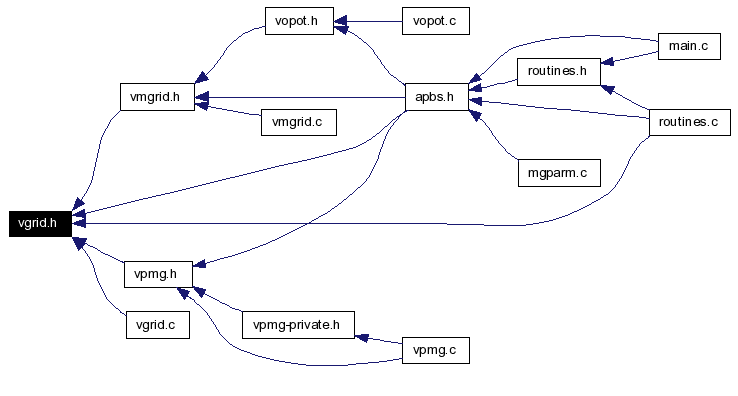 vopot.h
vopot.c
main.c
routines.h
vmgrid.h
apbs.h
vmgrid.c
routines.c
mgparm.c
vgrid.h
vpmg.h
vgrid.c
vpmg-private.h
vpmg.c